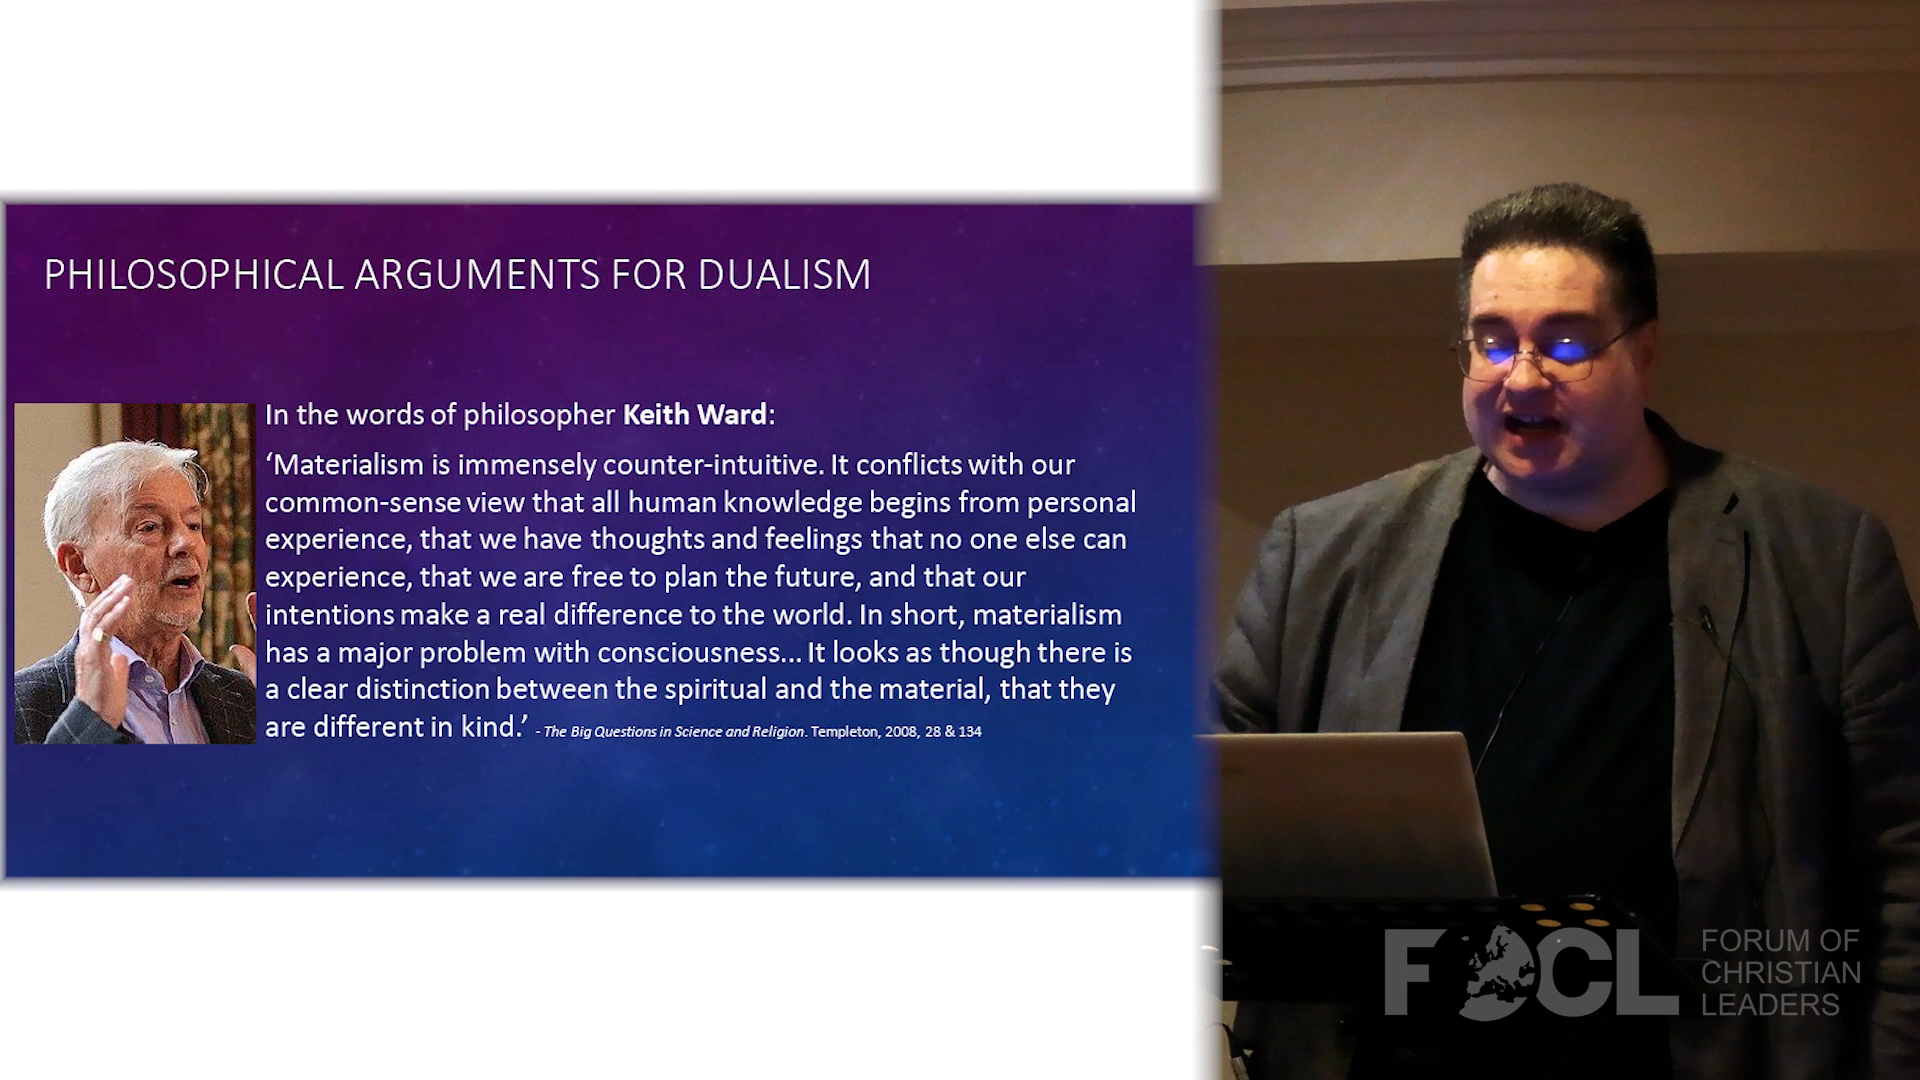 PHILOSOPHICAL ARGUMENTS FOR DUALISM
In the words of philosopher Keith Ward:
‘Materialism is immensely counter-intuitive. It conflicts with our
common-sense view that all human knowledge begins from personal
experience, that we have thoughts and feelings that no one else can
experience, that we are free to plan the future, and that our
intentions make a real difference to the world. In short, materialism
has a major problem with consciousness... It looks as though there is
a clear distinction between the spiritual and the material, that they
are different in kind.’ - The Big Questions in Science and Religion. Templeton, 2008, 28 & 134
FOCL
FORUM OF
CHRISTIAN
LEADERS